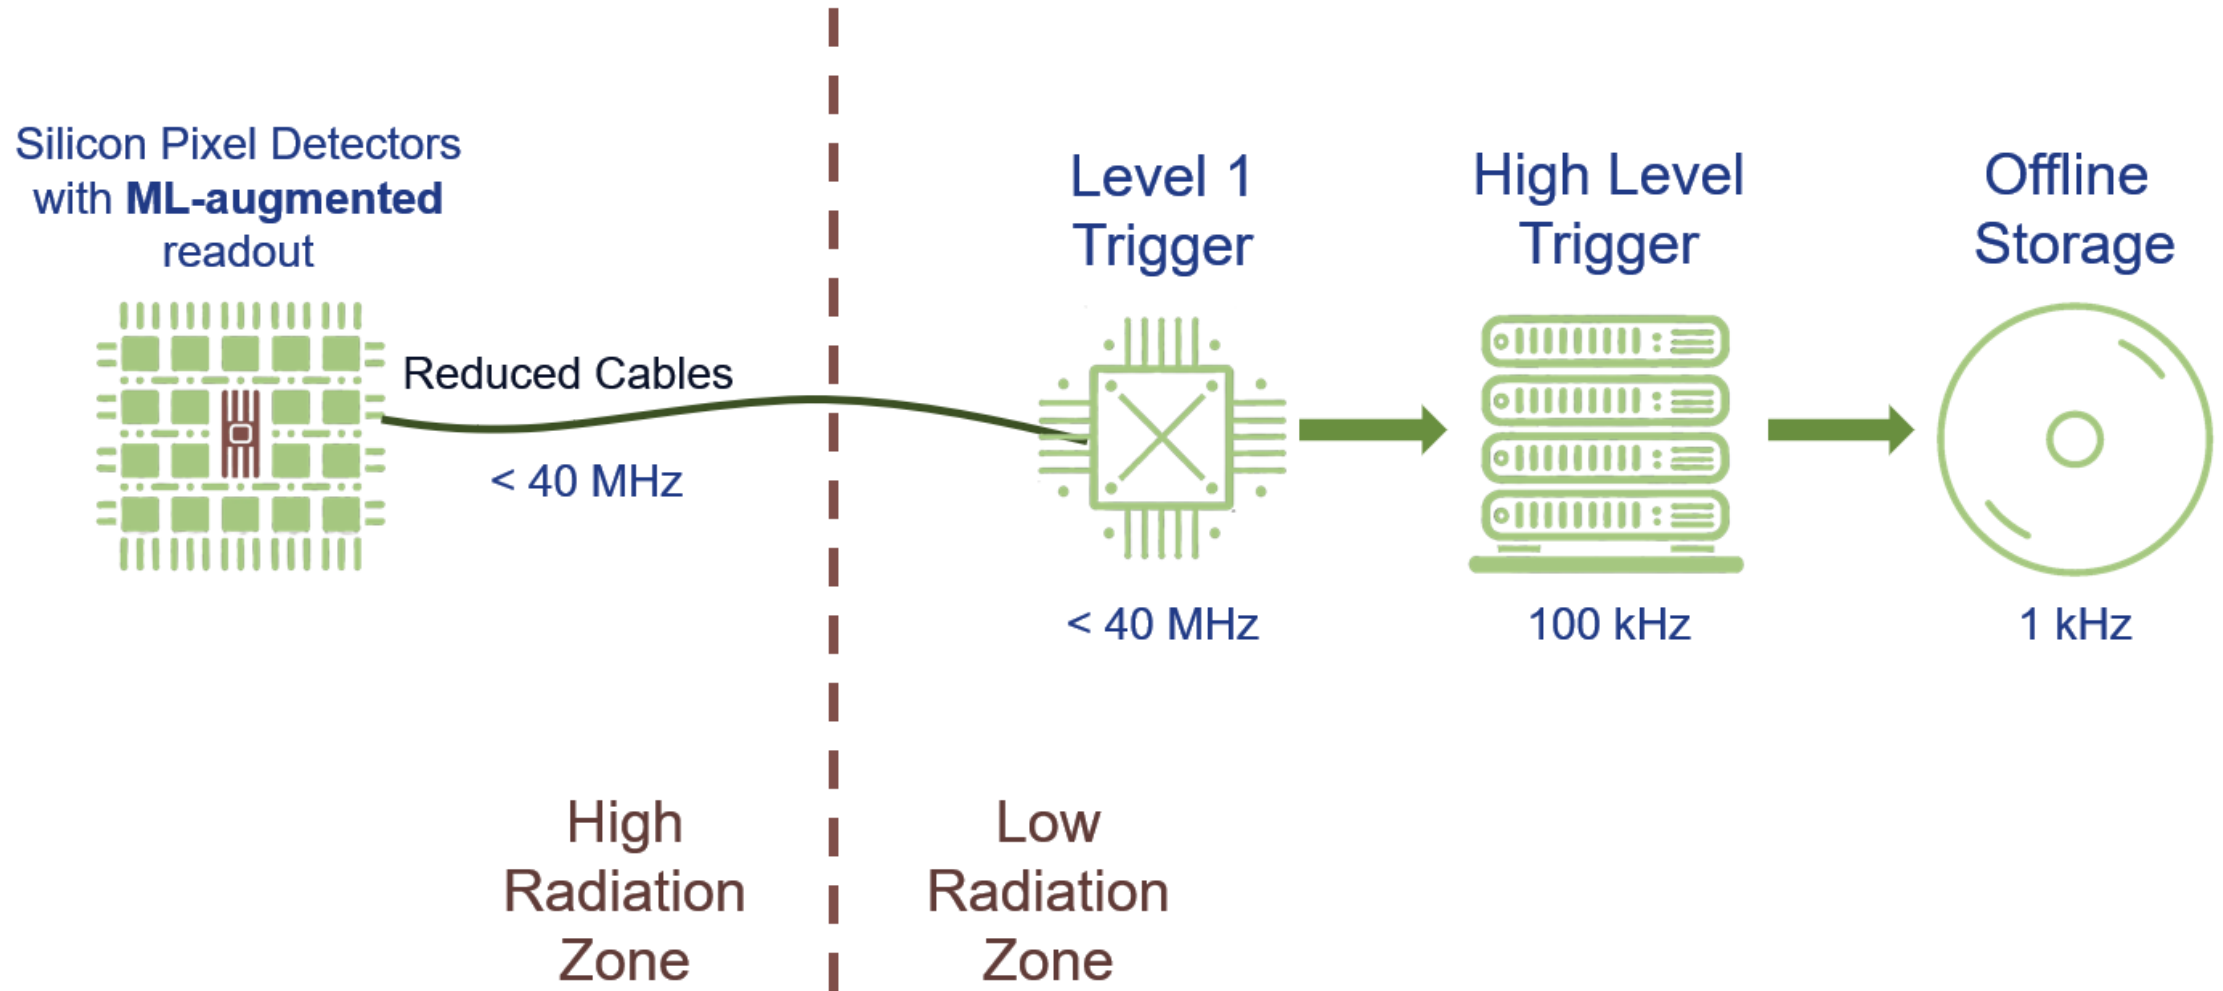 Silicon Pixel Detectors
with ML-augmented
readout
Reduced Cables
< 40 MHz
Level 1
Trigger
< 40 MHz
High Level
Trigger
100 kHz
Offline
Storage
1 kHz
High
Radiation
Zone
Low
Radiation
Zone